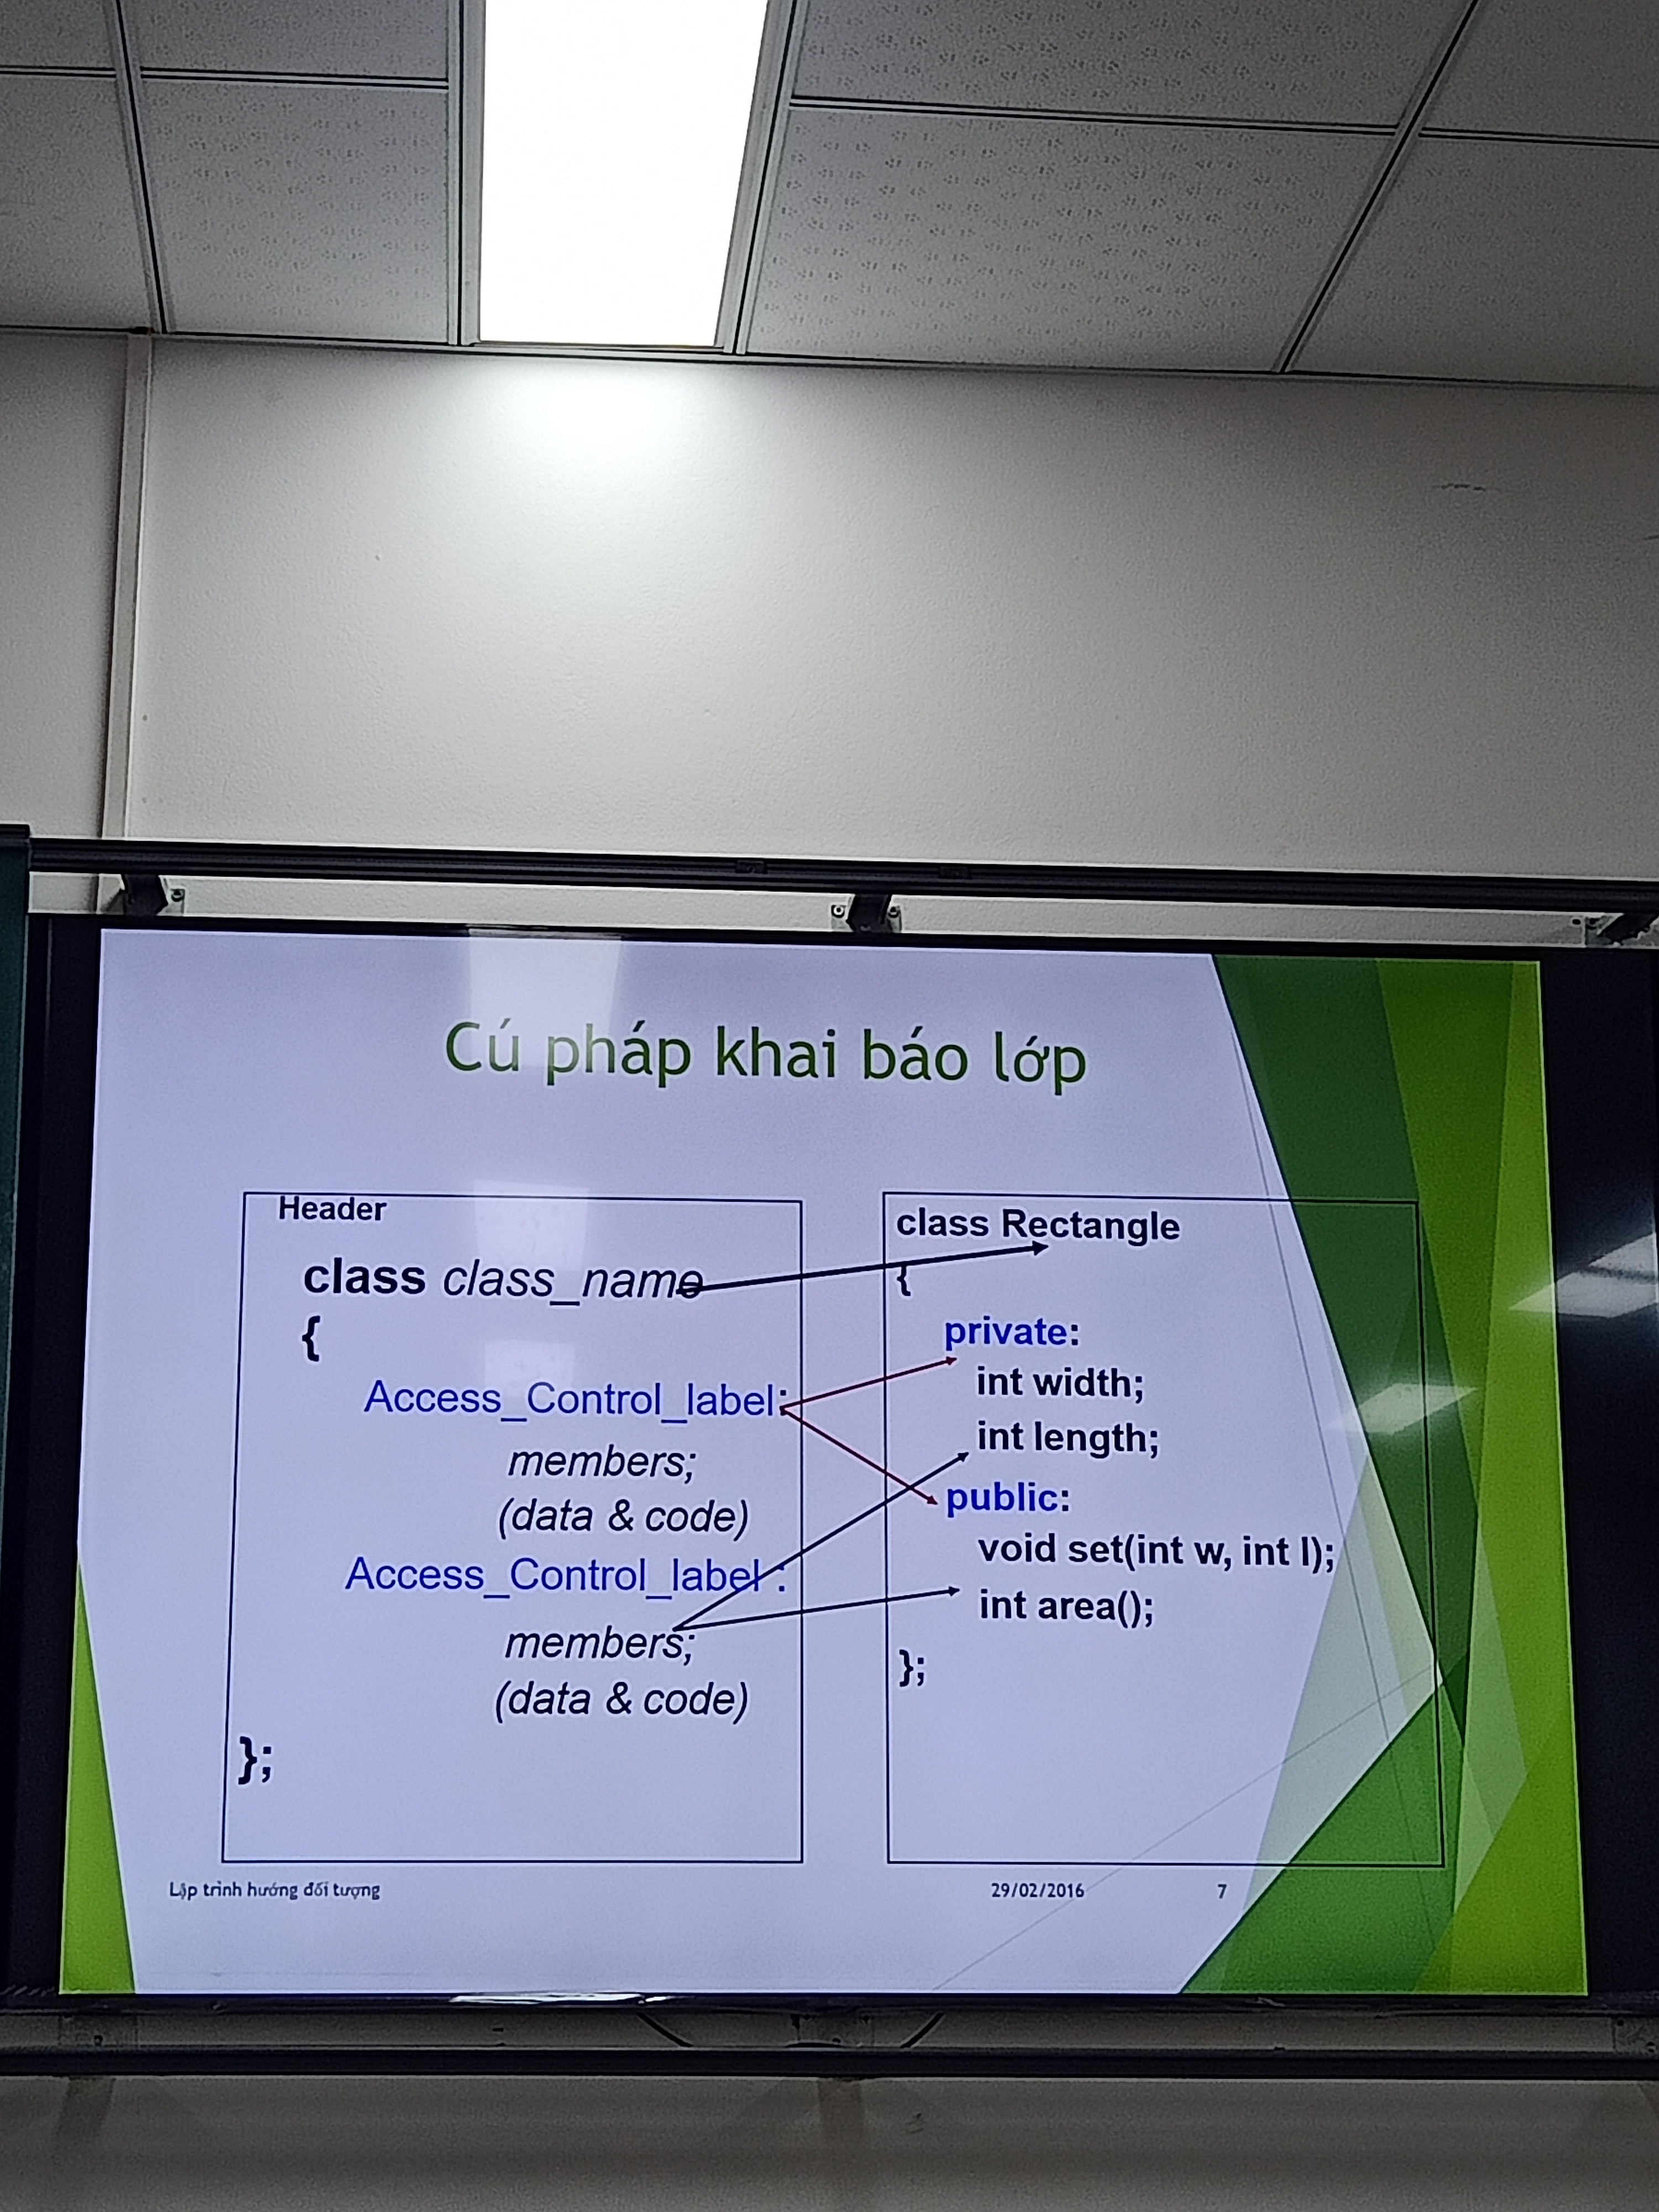 Cú pháp khai báo lớp
Header
class class_name
{
Access_Control_label:
members;
(data & code)
Access_Control_label :
members;
(data & code)
};
class Rectangle
{
private:
int width;
int length;
public:
void set(int w, int l);
int area();
};
Lập trình hướng đối tượng
29/02/2016
7